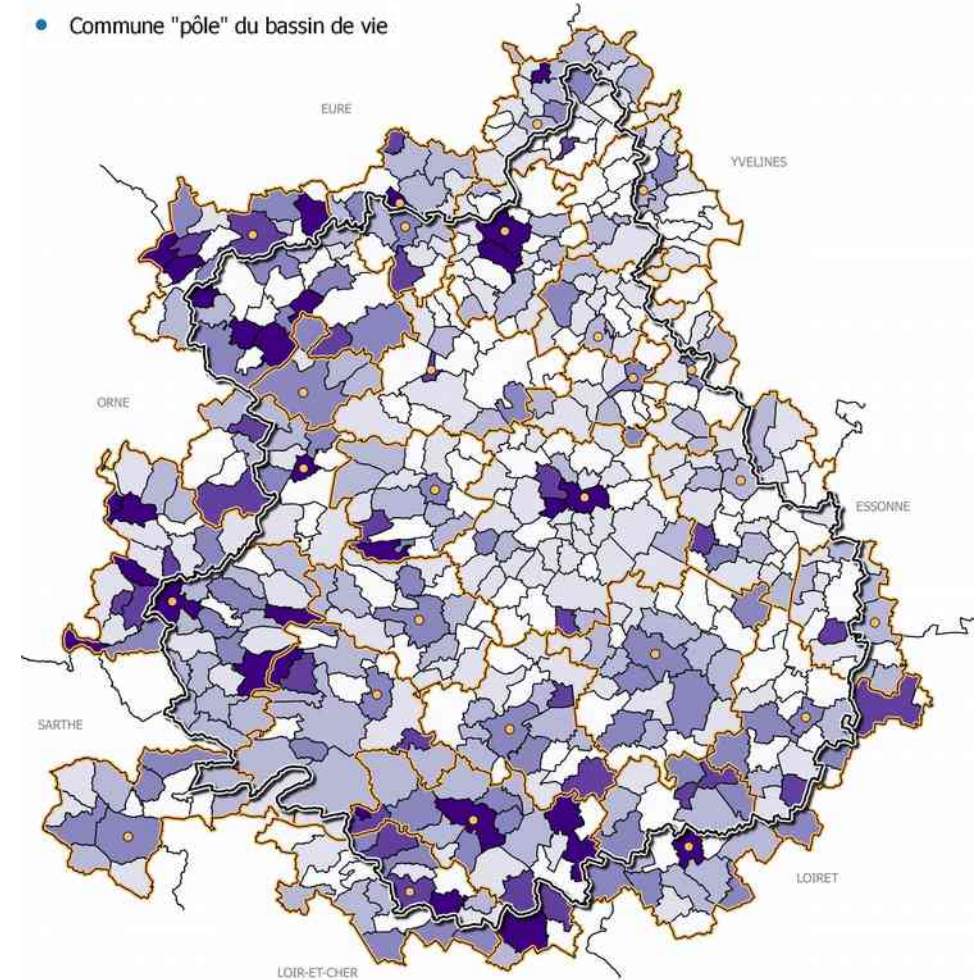 Commune "pôle" du bassin de vie
EURE
YVELINES
ORNE
ESSONNE
SARTHE
LOIRET
LOIR-ET-CHER